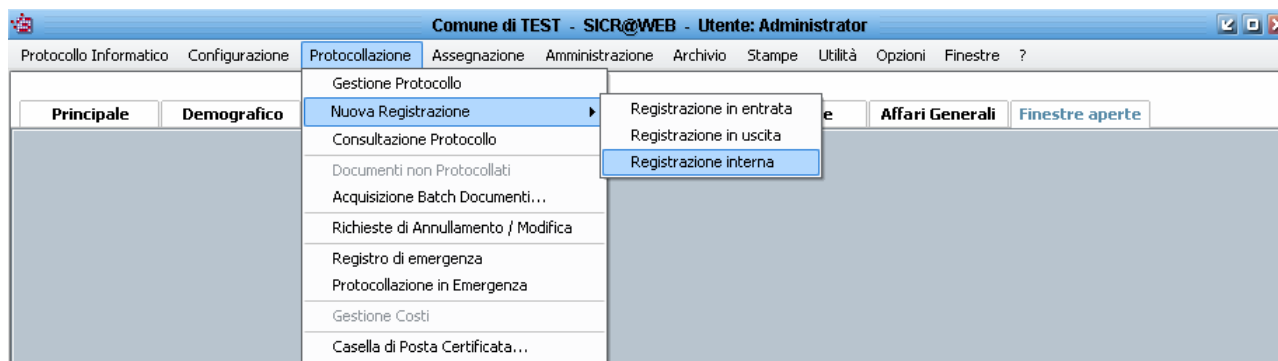 Comune di TEST - SICR@WEB - Utente: Administrator
Protocollo Informatico Configurazione Protocollazione Assegnazione Amministrazione Archivio Stampe Utilità Opzioni Finestre ?
Gestione Protocollo
Principale Demografico Nuova Registrazione Registrazione in entrata e Affari Generali Finestre aperte
Consultazione Protocollo Registrazione in uscita
Documenti non Protocollati Registrazione interna
Acquisizione Batch Documenti...
Richieste di Annullamento / Modifica
Registro di emergenza
Protocollazione in Emergenza
Gestione Costi
Casella di Posta Certificata...